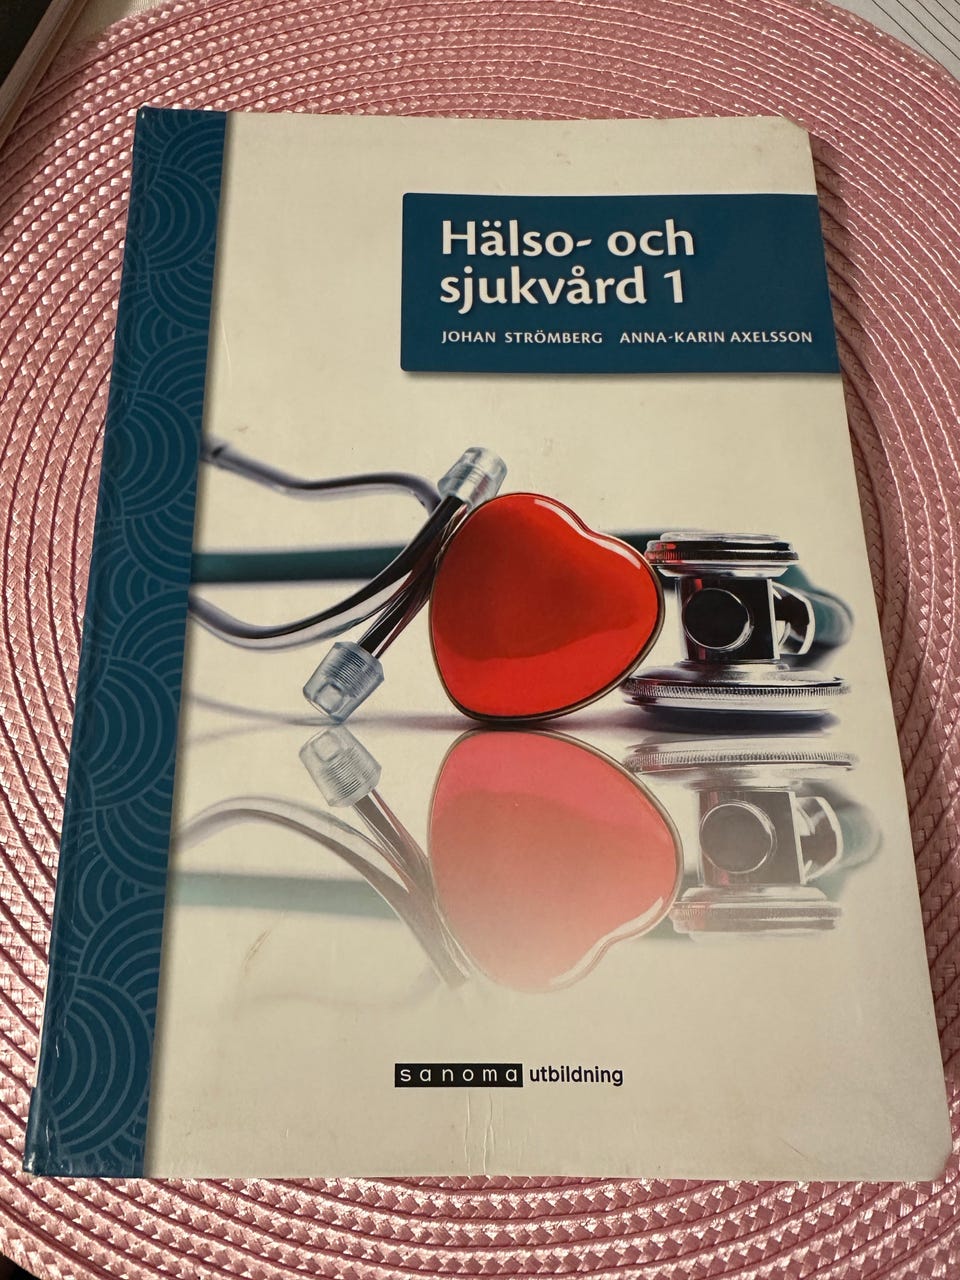 Hälso- och
sjukvård 1
JOHAN STRÖMBERG ANNA-KARIN AXELSSON
sanoma utbildning